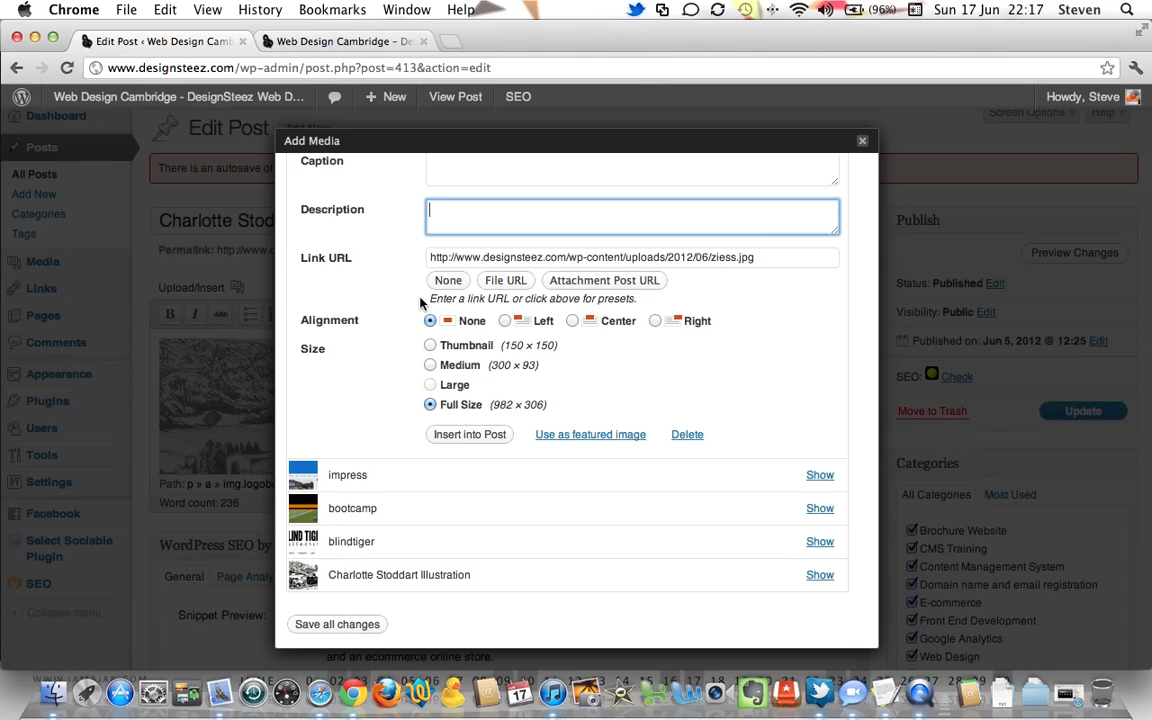 Chrome File Edit View History Bookmarks Window Help (96%) Sun 17 Jun 22:17 Steven
Edit Post ‹ Web Design Camb Web Design Cambridge - De
www.designsteez.com/wp-admin/post.php?post=413&action=edit
Web Design Cambridge - DesignSteez Web D... + New View Post SEO Howdy, Steve
Dashboard
Edit Post
Screen Options Help
Add Media
Posts
All Posts
Add New
Categories
Tags
Media
Links
Pages
Comments
Appearance
Plugins
Users
Tools
Settings
Facebook
Select Sociable
Plugin
SEO
Collapse menu
There is an autosave of
Charlotte Stodd
Permalink: http://www.
Upload/Insert
B I ABC
Path: p » a » img.logob
Word count: 236
WordPress SEO by
General Page Analy
Snippet Preview:
and an ecommerce online store.
Caption
Description
Link URL http://www.designsteez.com/wp-content/uploads/2012/06/ziess.jpg
None File URL Attachment Post URL
Enter a link URL or click above for presets.
Alignment None Left Center Right
Size Thumbnail (150 × 150)
Medium (300 × 93)
Large
Full Size (982 × 306)
Insert into Post Use as featured image Delete
impress Show
bootcamp Show
blindtiger Show
Charlotte Stoddart Illustration Show
Save all changes
Publish
Preview Changes
Status: Published Edit
Visibility: Public Edit
Published on: Jun 5, 2012 @ 12:25 Edit
SEO: Check
Move to Trash Update
Categories
All Categories Most Used
Brochure Website
CMS Training
Content Management System
Domain name and email registration
E-commerce
Front End Development
Google Analytics
Web Design
17